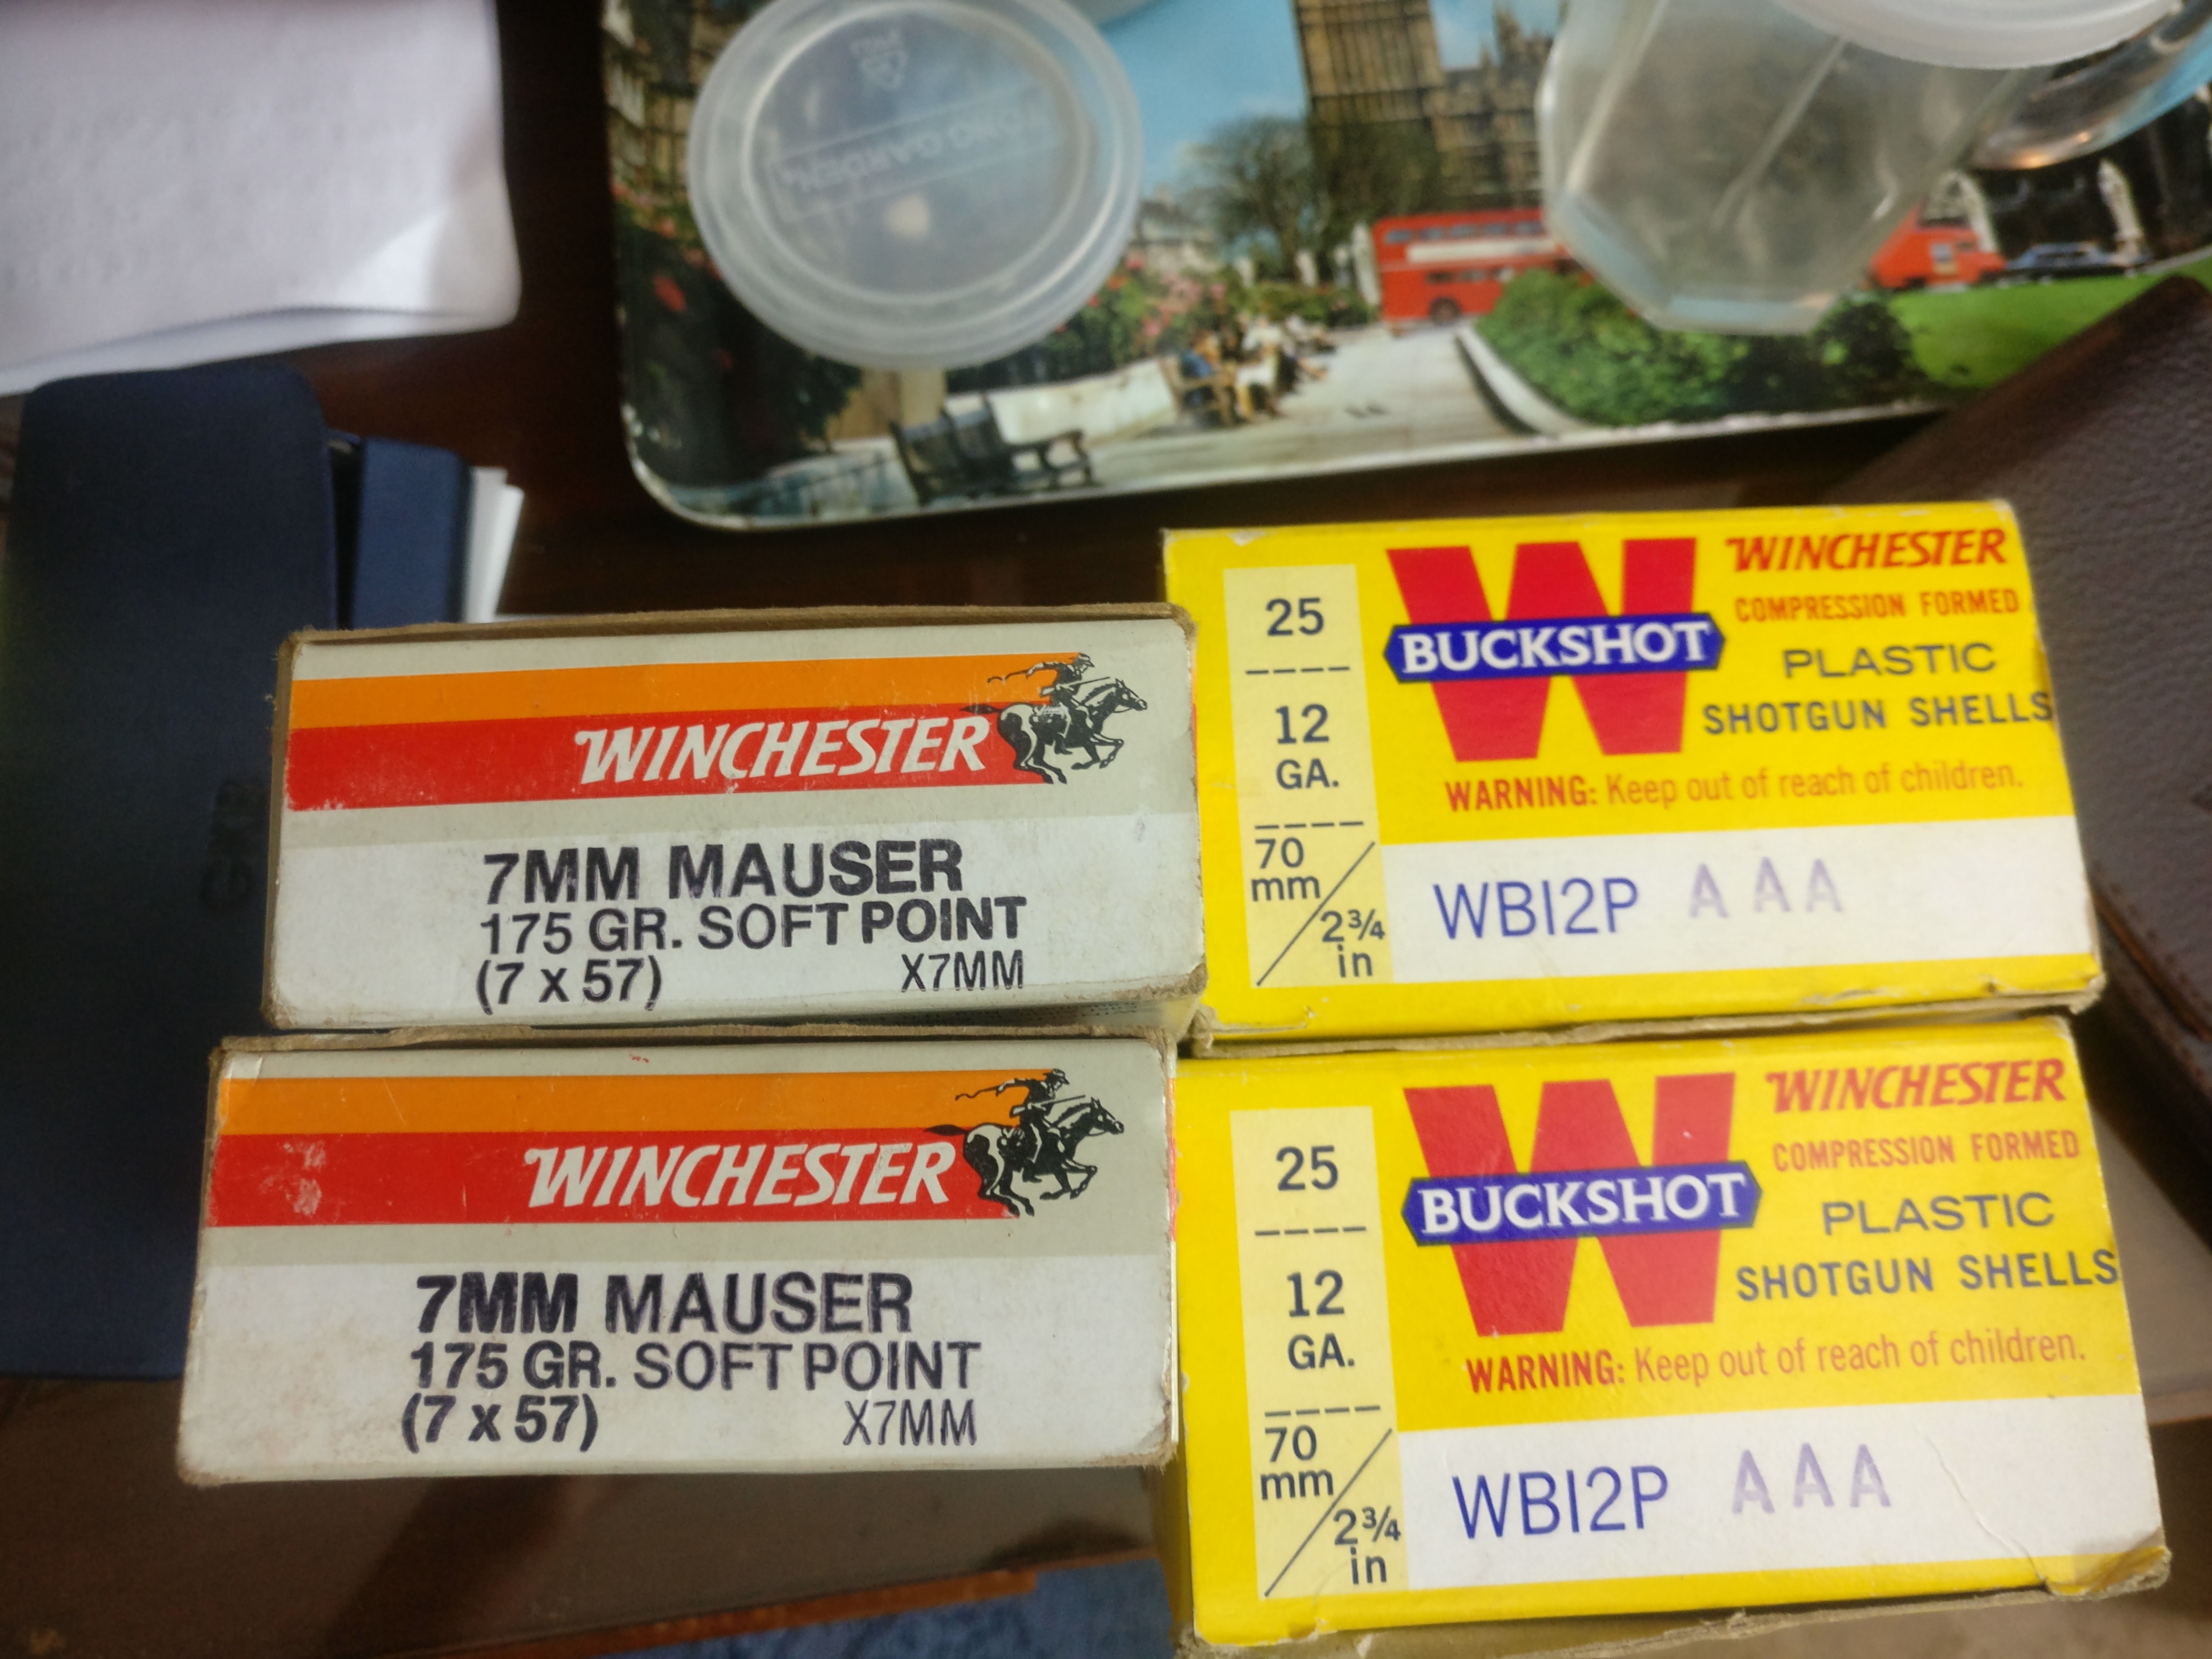 WINCHESTER
7MM MAUSER
175 GR. SOFT POINT
(7 x 57) X7MM
WINCHESTER
7MM MAUSER
175 GR. SOFT POINT
(7 x 57) X7MM
25
12
GA.
70
mm
2¾
in
W
BUCKSHOT
WINCHESTER
COMPRESSION FORMED
PLASTIC
SHOTGUN SHELLS
WARNING: Keep out of reach of children.
WB12P AAA
25
12
GA.
70
mm
2¾
in
W
BUCKSHOT
WINCHESTER
COMPRESSION FORMED
PLASTIC
SHOTGUN SHELLS
WARNING: Keep out of reach of children.
WB12P AAA